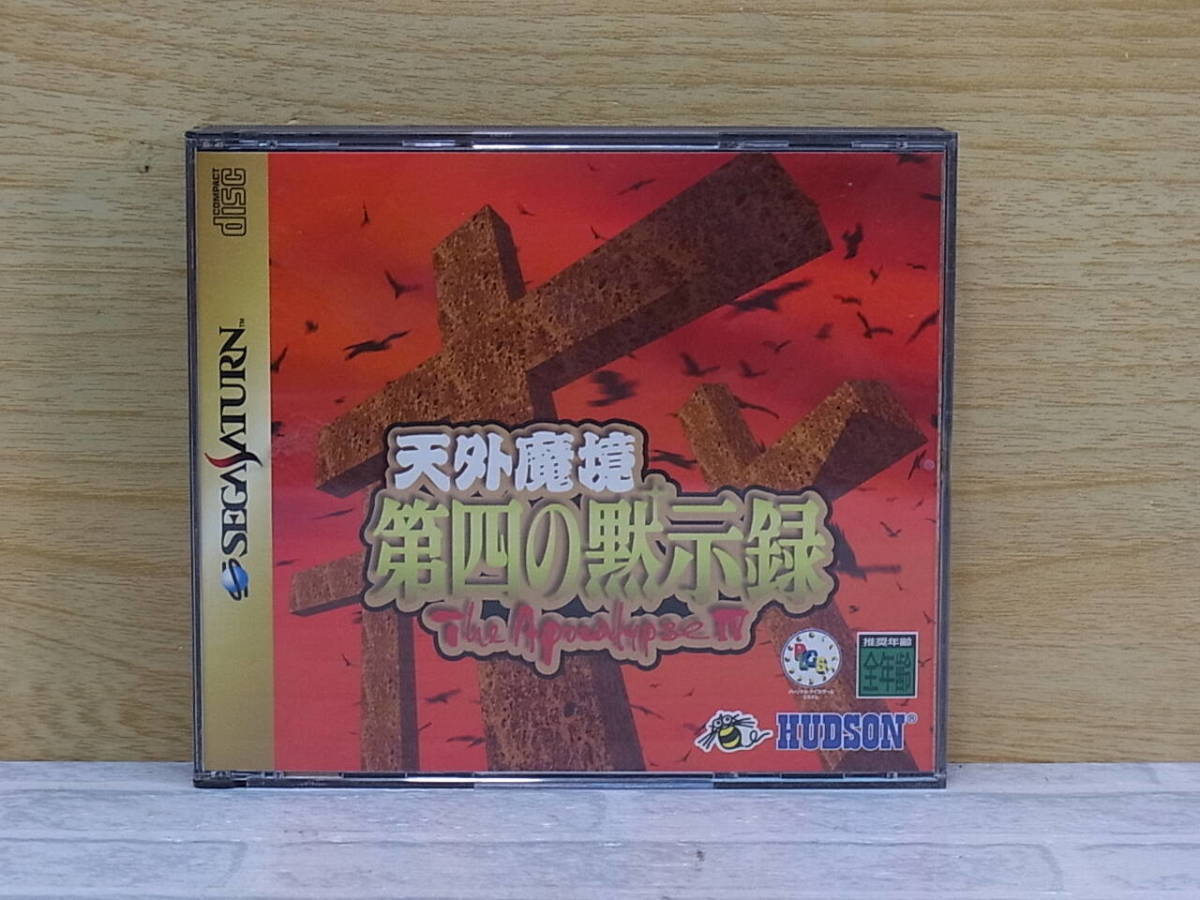 COMPACT
disc
SEGA SATURN™
天外魔境
第四の黙示録
The Apocalypse IV
P.E.G.S.
推奨年齢
全年齢
HUDSON®